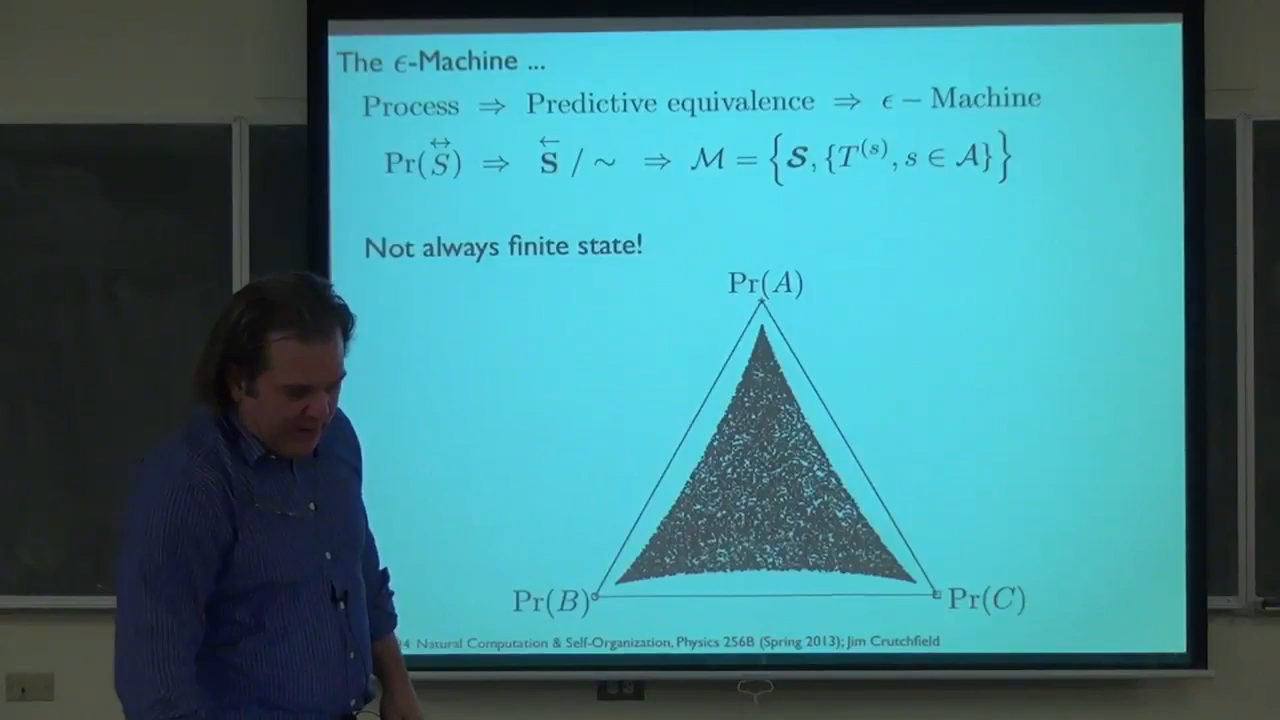 The ϵ-Machine ...
Process ⇒ Predictive equivalence ⇒ ϵ − Machine
Pr(S⃡) ⇒ S⃖ / ∼ ⇒ M = {S, {T^(s), s ∈ A}}
Not always finite state!
Pr(A)
Pr(B) Pr(C)
4 Natural Computation & Self-Organization, Physics 256B (Spring 2013); Jim Crutchfield